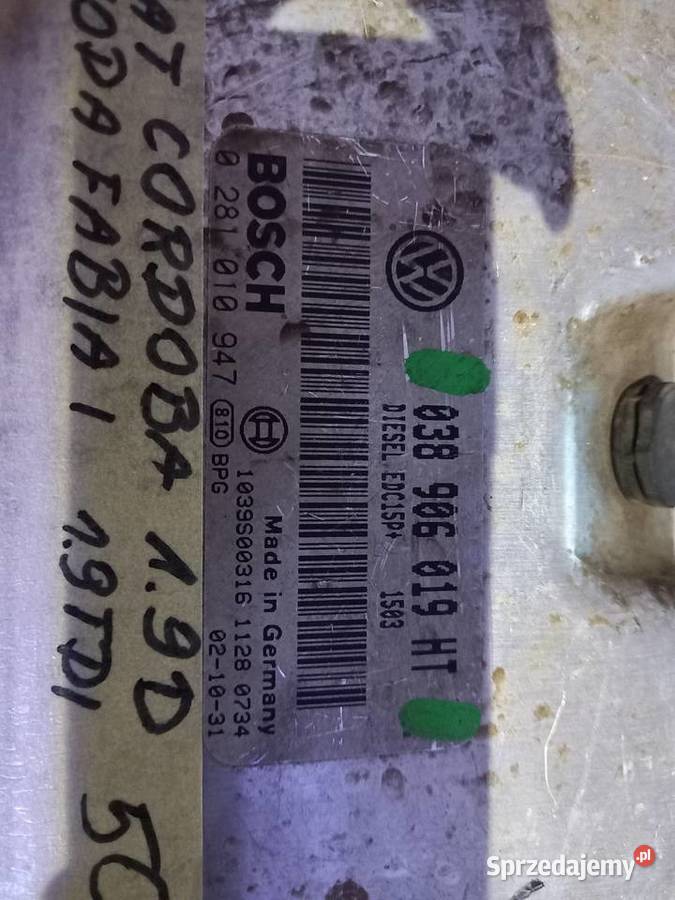 038 906 019 HT
DIESEL EDC15P+ 1503
BOSCH
Made in Germany
0 281 010 947 810 BPG
1039S00316 1128 0734
02-10-31
CORDOBA 1.9D
FABIA I 1.9TDI
Sprzedajemy.pl